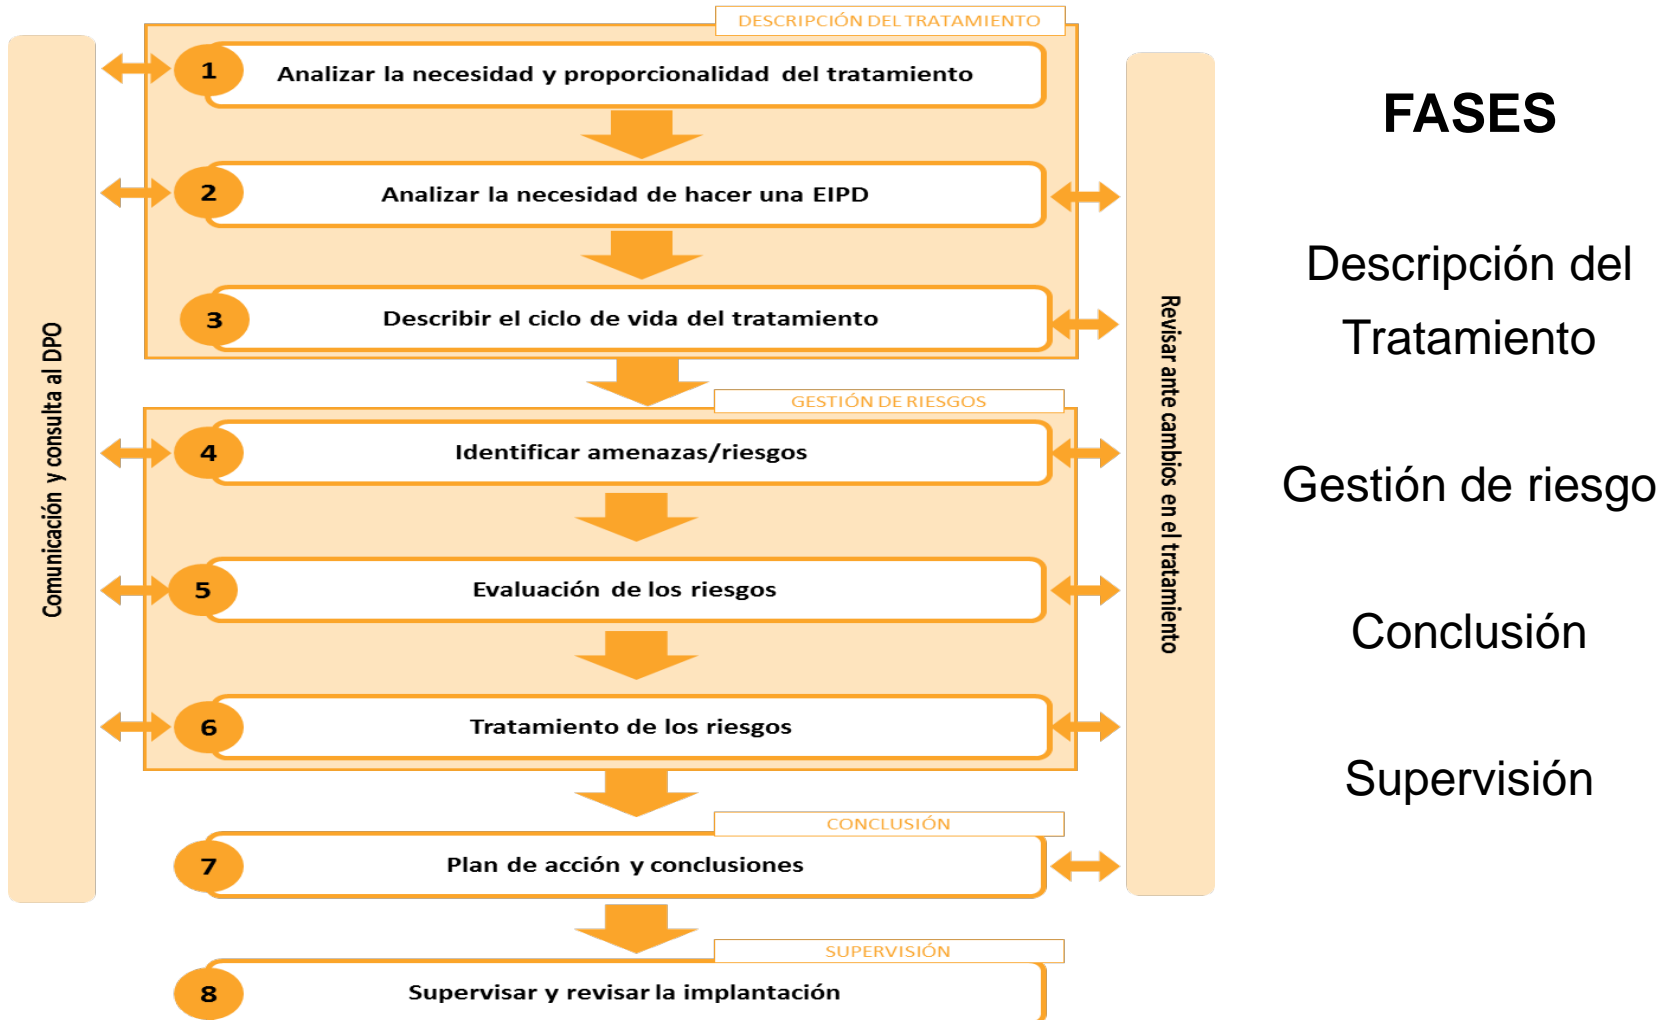 DESCRIPCIÓN DEL TRATAMIENTO
1 Analizar la necesidad y proporcionalidad del tratamiento
2 Analizar la necesidad de hacer una EIPD
3 Describir el ciclo de vida del tratamiento
GESTIÓN DE RIESGOS
4 Identificar amenazas/riesgos
5 Evaluación de los riesgos
6 Tratamiento de los riesgos
CONCLUSIÓN
7 Plan de acción y conclusiones
SUPERVISIÓN
8 Supervisar y revisar la implantación
Comunicación y consulta al DPO
Revisar ante cambios en el tratamiento
FASES
Descripción del
Tratamiento
Gestión de riesgo
Conclusión
Supervisión